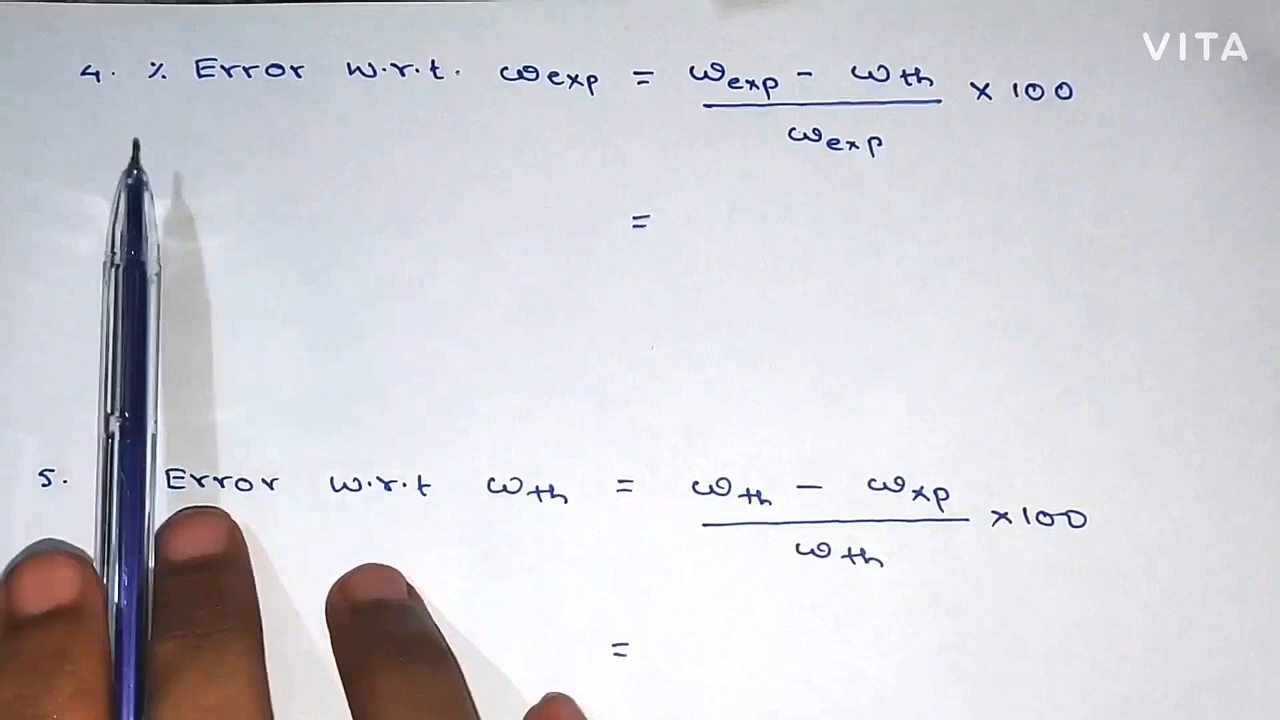 VITA
4. % Error w.r.t. ωexp = ωexp - ωth / ωexp × 100
=
5. Error w.r.t ωth = ωth - ωxp / ωth × 100
=